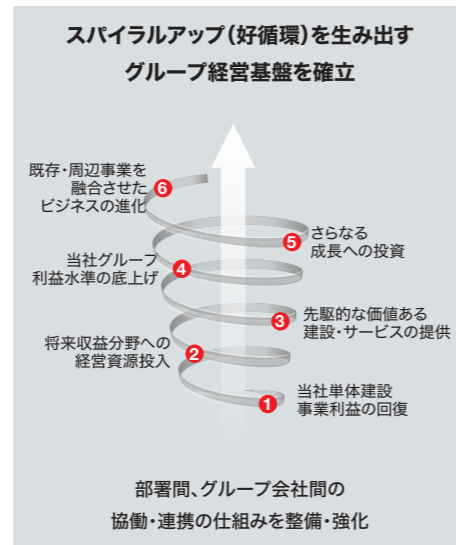 スパイラルアップ（好循環）を生み出す
グループ経営基盤を確立
既存・周辺事業を
融合させた
ビジネスの進化
6
5
さらなる
成長への投資
当社グループ
利益水準の底上げ
4
3
先駆的な価値ある
建設・サービスの提供
将来収益分野への
経営資源投入
2
1
当社単体建設
事業利益の回復
部署間、グループ会社間の
協働・連携の仕組みを整備・強化